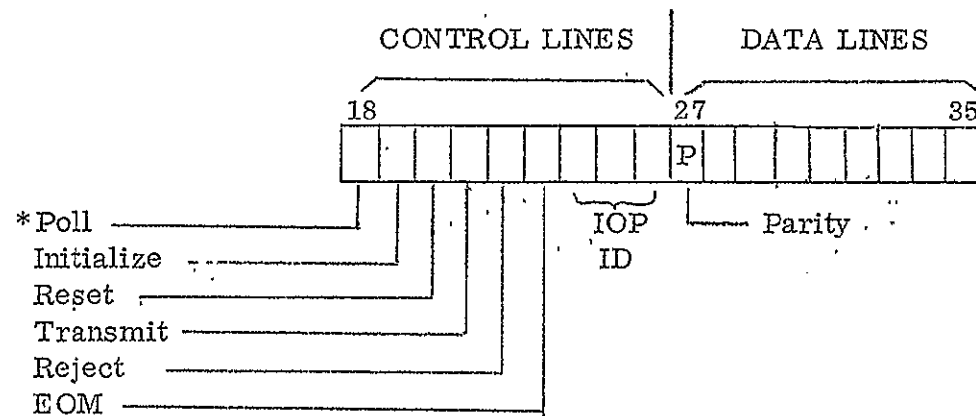 CONTROL LINES DATA LINES
18 27 35
P
*Poll IOP Parity
Initialize ID
Reset
Transmit
Reject
EOM